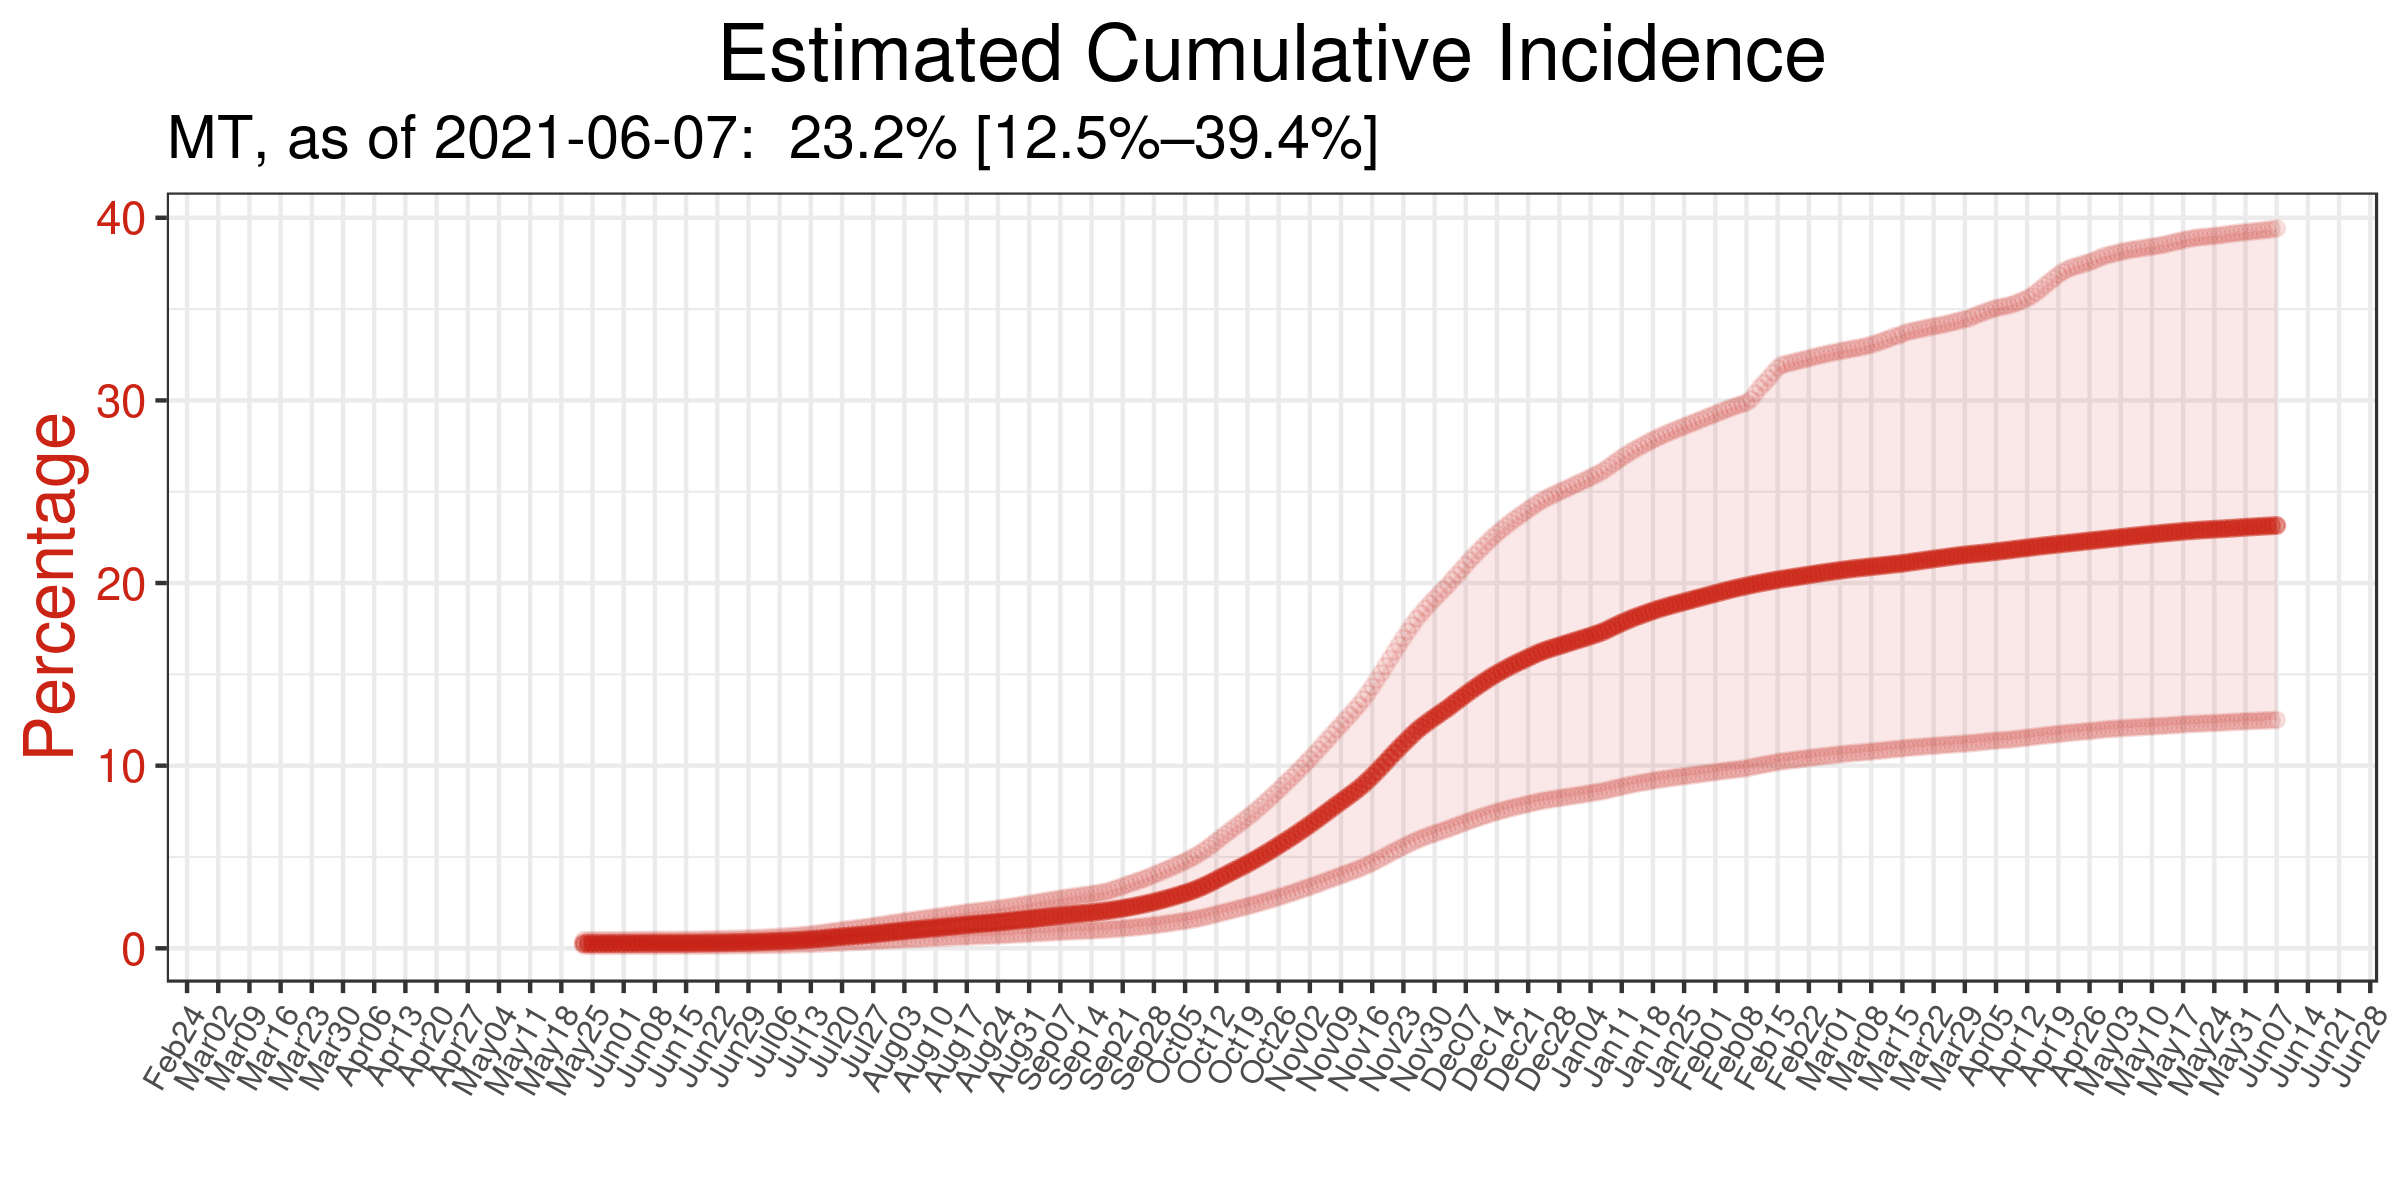 Estimated Cumulative Incidence
MT, as of 2021-06-07:  23.2% [12.5%–39.4%]
Percentage
40
30
20
10
0
Feb24
Mar02
Mar09
Mar16
Mar23
Mar30
Apr06
Apr13
Apr20
Apr27
May04
May11
May18
May25
Jun01
Jun08
Jun15
Jun22
Jun29
Jul06
Jul13
Jul20
Jul27
Aug03
Aug10
Aug17
Aug24
Aug31
Sep07
Sep14
Sep21
Sep28
Oct05
Oct12
Oct19
Oct26
Nov02
Nov09
Nov16
Nov23
Nov30
Dec07
Dec14
Dec21
Dec28
Jan04
Jan11
Jan18
Jan25
Feb01
Feb08
Feb15
Feb22
Mar01
Mar08
Mar15
Mar22
Mar29
Apr05
Apr12
Apr19
Apr26
May03
May10
May17
May24
May31
Jun07
Jun14
Jun21
Jun28